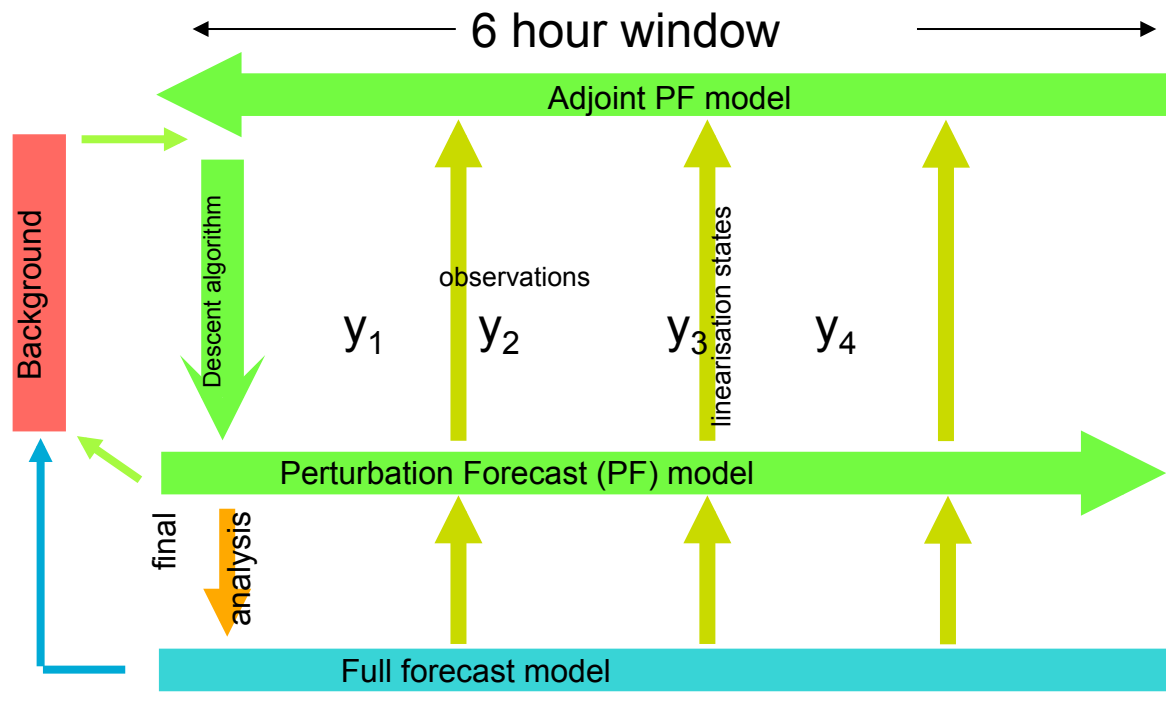 6 hour window
Adjoint PF model
Background
Descent algorithm
observations
linearisation states
y₁
y₂
y₃
y₄
Perturbation Forecast (PF) model
final
analysis
Full forecast model